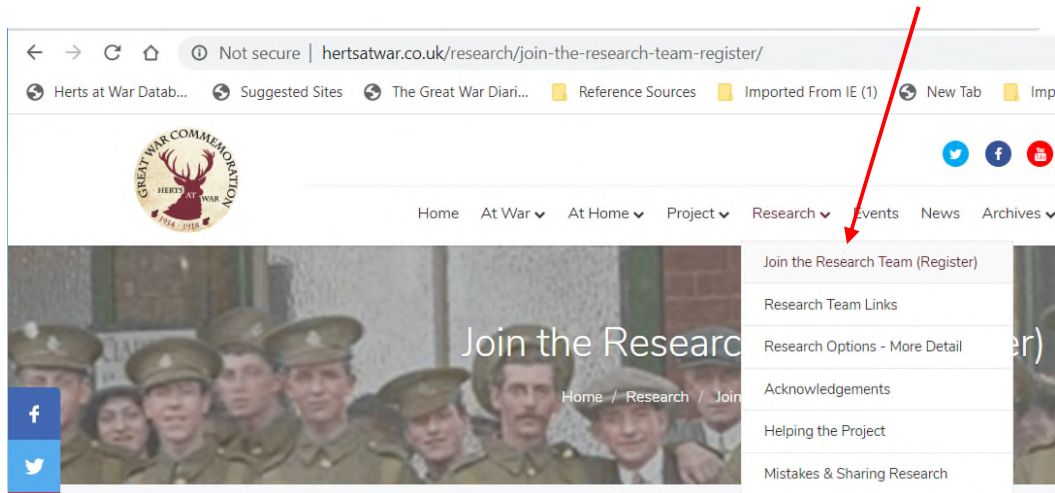 Not secure | hertsatwar.co.uk/research/join-the-research-team-register/
Herts at War Datab... Suggested Sites The Great War Diari... Reference Sources Imported From IE (1) New Tab Imp
GREAT WAR COMMEMORATION
HERTS AT WAR
1914 - 1918
Home At War At Home Project Research Events News Archives
Join the Research Team (Register)
Research Team Links
Join the Researc er)
Research Options - More Detail
Home / Research / Join
Acknowledgements
Helping the Project
Mistakes & Sharing Research